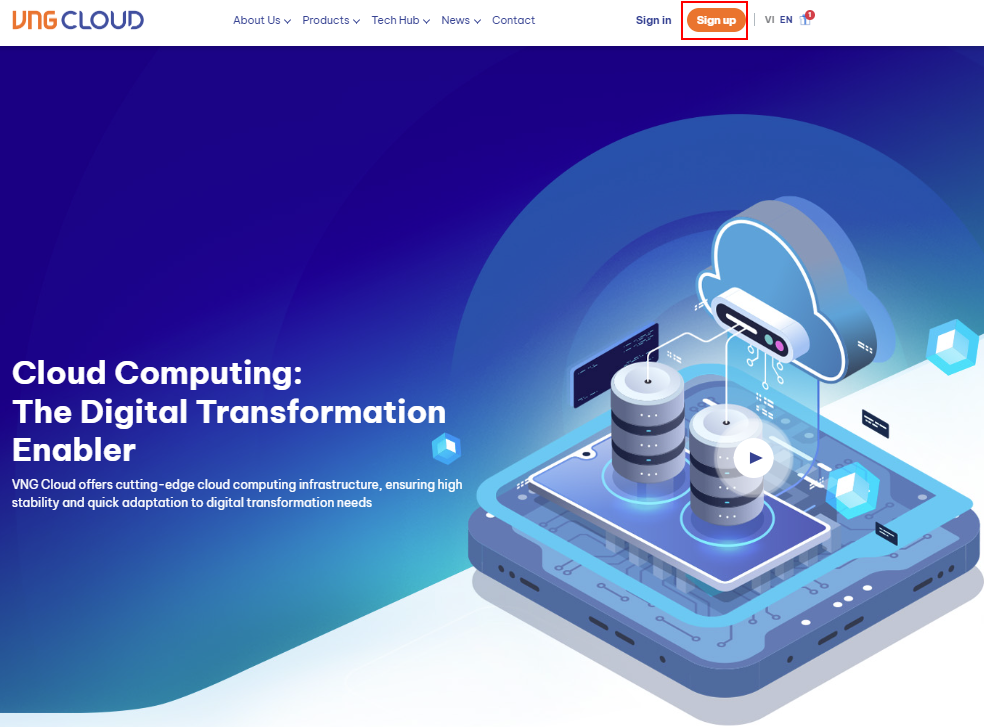 VNG CLOUD
About Us
Products
Tech Hub
News
Contact
Sign in
Sign up
VI
EN
1
Cloud Computing:
The Digital Transformation
Enabler
VNG Cloud offers cutting-edge cloud computing infrastructure, ensuring high
stability and quick adaptation to digital transformation needs